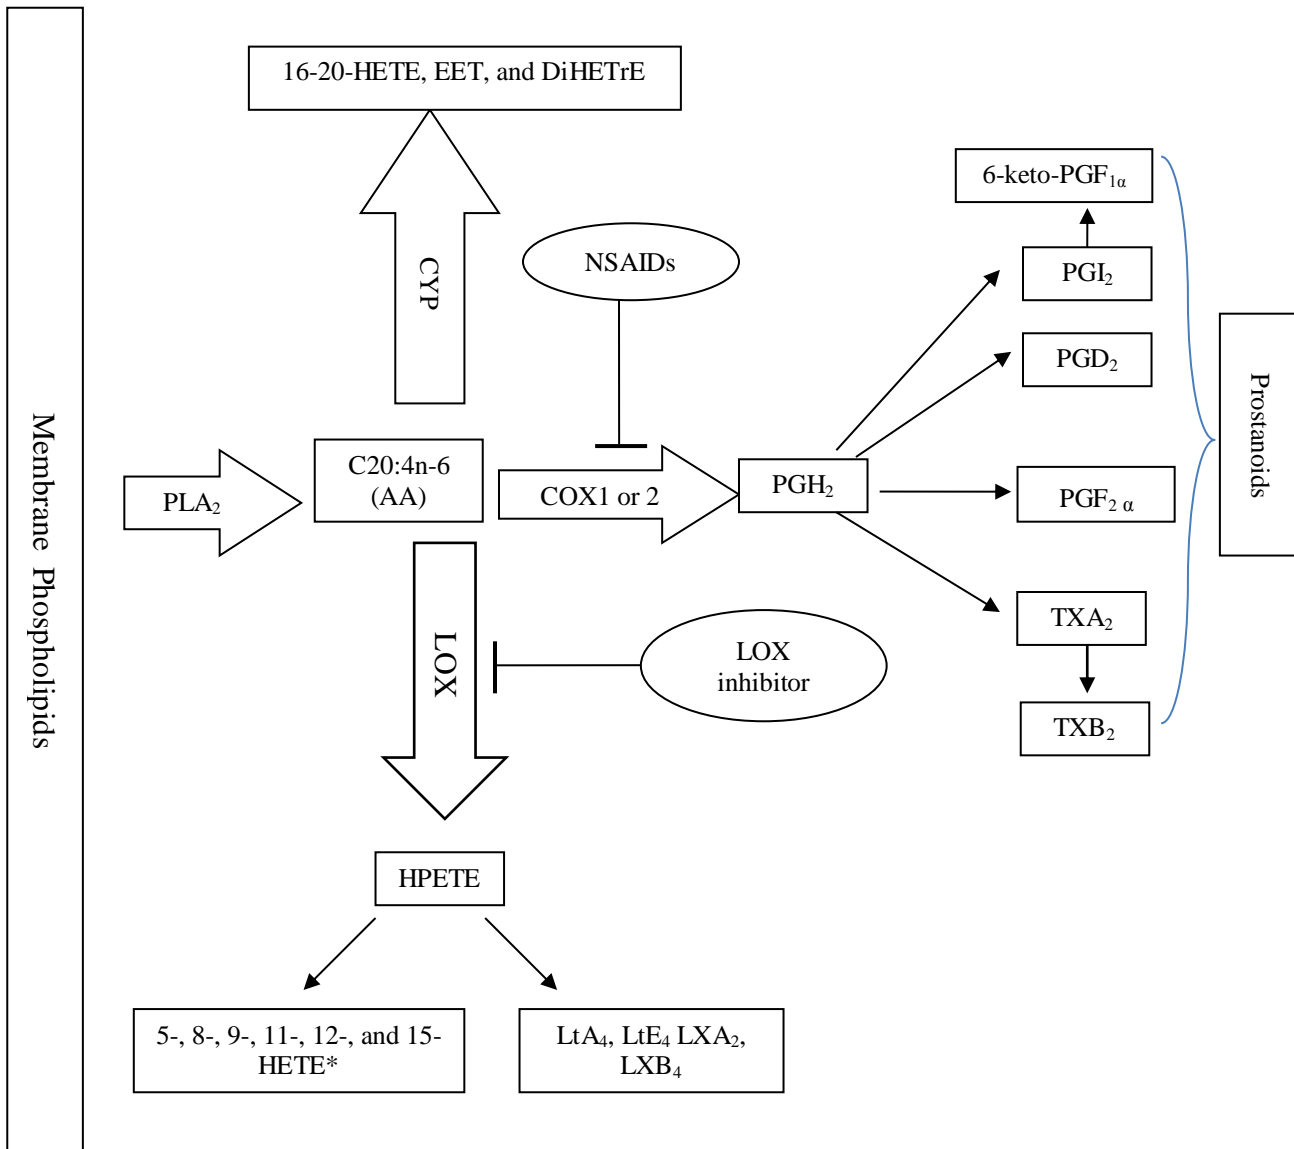 Membrane Phospholipids
16-20-HETE, EET, and DiHETrE
CYP
NSAIDs
6-keto-PGF₁α
PGI₂
PGD₂
Prostanoids
PLA₂
C20:4n-6
(AA)
COX1 or 2
PGH₂
PGF₂ α
LOX
LOX
inhibitor
TXA₂
TXB₂
HPETE
5-, 8-, 9-, 11-, 12-, and 15-
HETE*
LtA₄, LtE₄ LXA₂,
LXB₄